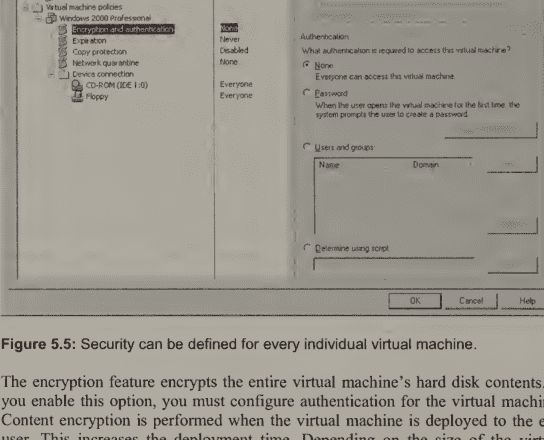 Virtual machine policies
Windows 2000 Professional
Encryption and authentication None
Expiration Never
Copy protection Disabled
Network quarantine None
Device connection
CD-ROM (IDE 1:0) Everyone
Floppy Everyone
Authentication
What authentication is required to access this virtual machine?
None
Everyone can access this virtual machine.
Password
When the user opens the virtual machine for the first time, the
system prompts the user to create a password.
Users and groups:
Name Domain
Determine using script
OK Cancel Help
Figure 5.5: Security can be defined for every individual virtual machine.
The encryption feature encrypts the entire virtual machine's hard disk contents.
you enable this option, you must configure authentication for the virtual
Content encryption is performed when the virtual machine is deployed to the
user. This increases the deployment time. Depending on the size of the